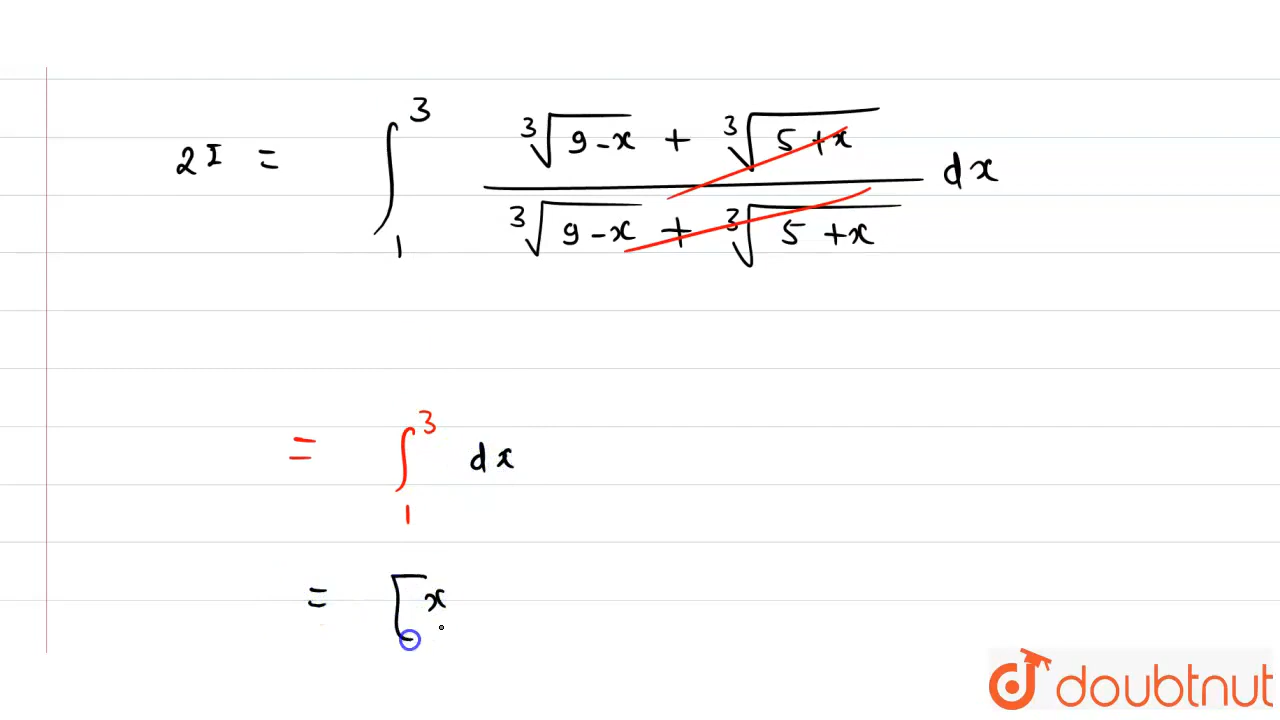 2I = ∫₁³ (∛(9-x) + ∛(5+x)) / (∛(9-x) + ∛(5+x)) dx
= ∫₁³ dx
= [x
doubtnut